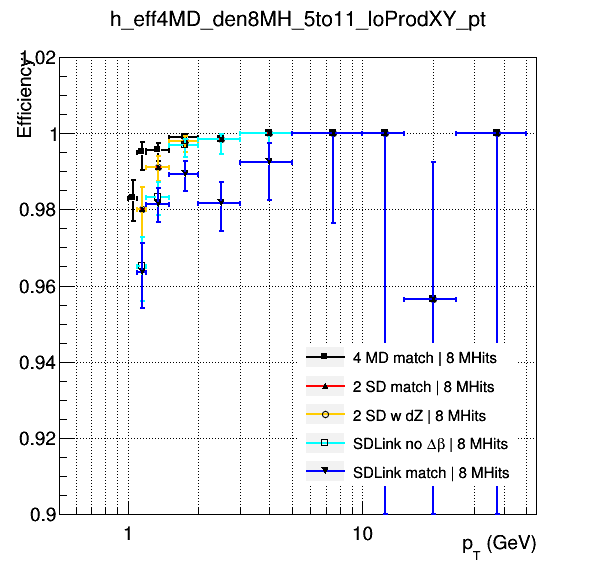 h_eff4MD_den8MH_5to11_loProdXY_pt
Efficiency
1.02
1
0.98
0.96
0.94
0.92
0.9
4 MD match | 8 MHits
2 SD match | 8 MHits
2 SD w dZ | 8 MHits
SDLink no Δβ | 8 MHits
SDLink match | 8 MHits
1
10
p_T (GeV)